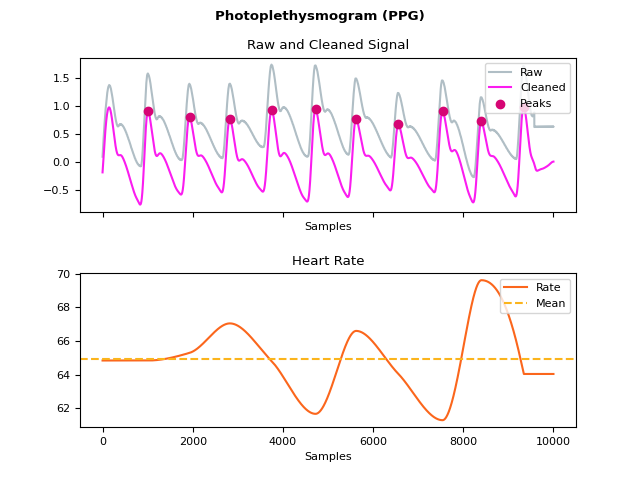 Photoplethysmogram (PPG)
Raw and Cleaned Signal
1.5
1.0
0.5
0.0
−0.5
Raw
Cleaned
Peaks
Samples
Heart Rate
70
68
66
64
62
Rate
Mean
0 2000 4000 6000 8000 10000
Samples